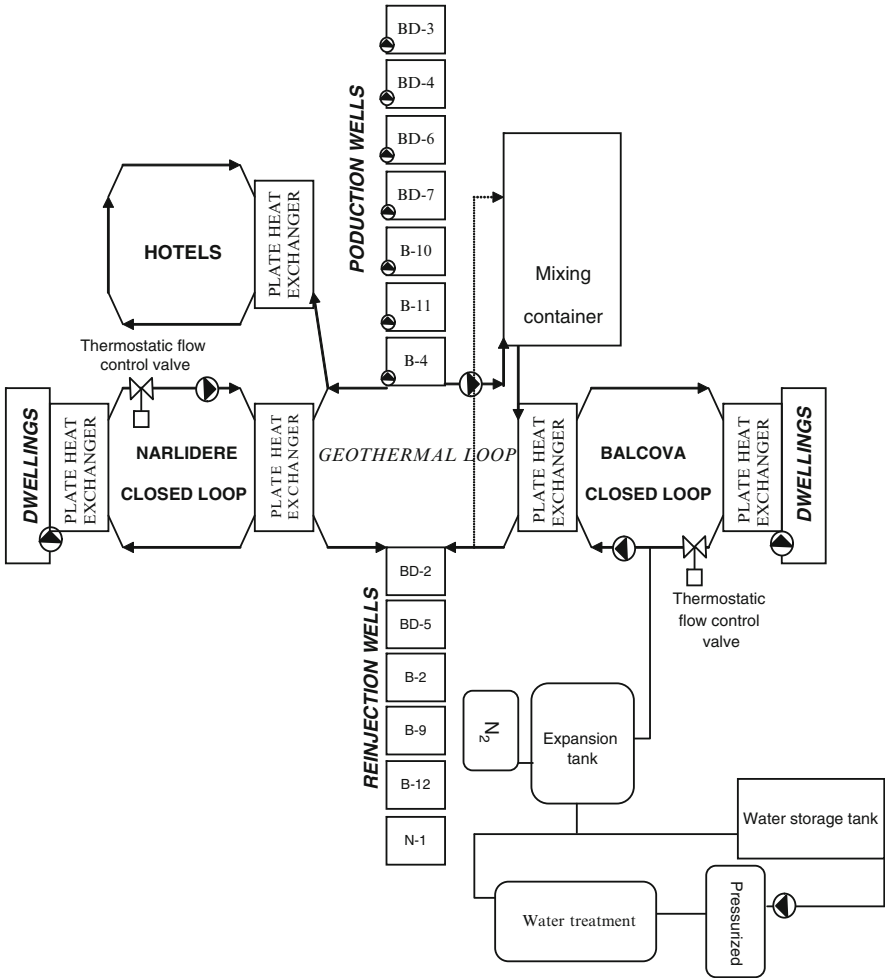 BD-3
BD-4
BD-6
BD-7
B-10
B-11
B-4
PODUCTION WELLS
HOTELS
PLATE HEAT
EXCHANGER
Mixing
container
Thermostatic flow
control valve
DWELLINGS
PLATE HEAT
EXCHANGER
NARLIDERE
CLOSED LOOP
PLATE HEAT
EXCHANGER
GEOTHERMAL LOOP
PLATE HEAT
EXCHANGER
BALCOVA
CLOSED LOOP
PLATE HEAT
EXCHANGER
DWELLINGS
Thermostatic
flow control
valve
REINJECTION WELLS
BD-2
BD-5
B-2
B-9
B-12
N-1
N2
Expansion
tank
Water storage tank
Water treatment
Pressurized